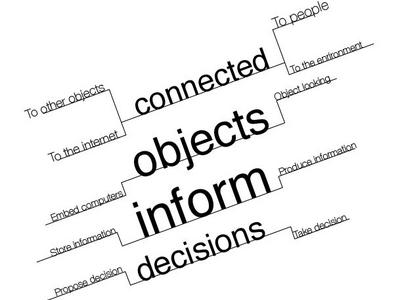 To people
connected
To the entironment
To other objects
To the internet
Object looking
objects
Embed computers
Produce information
inform
Store information
Take decision
decisions
Propose decision